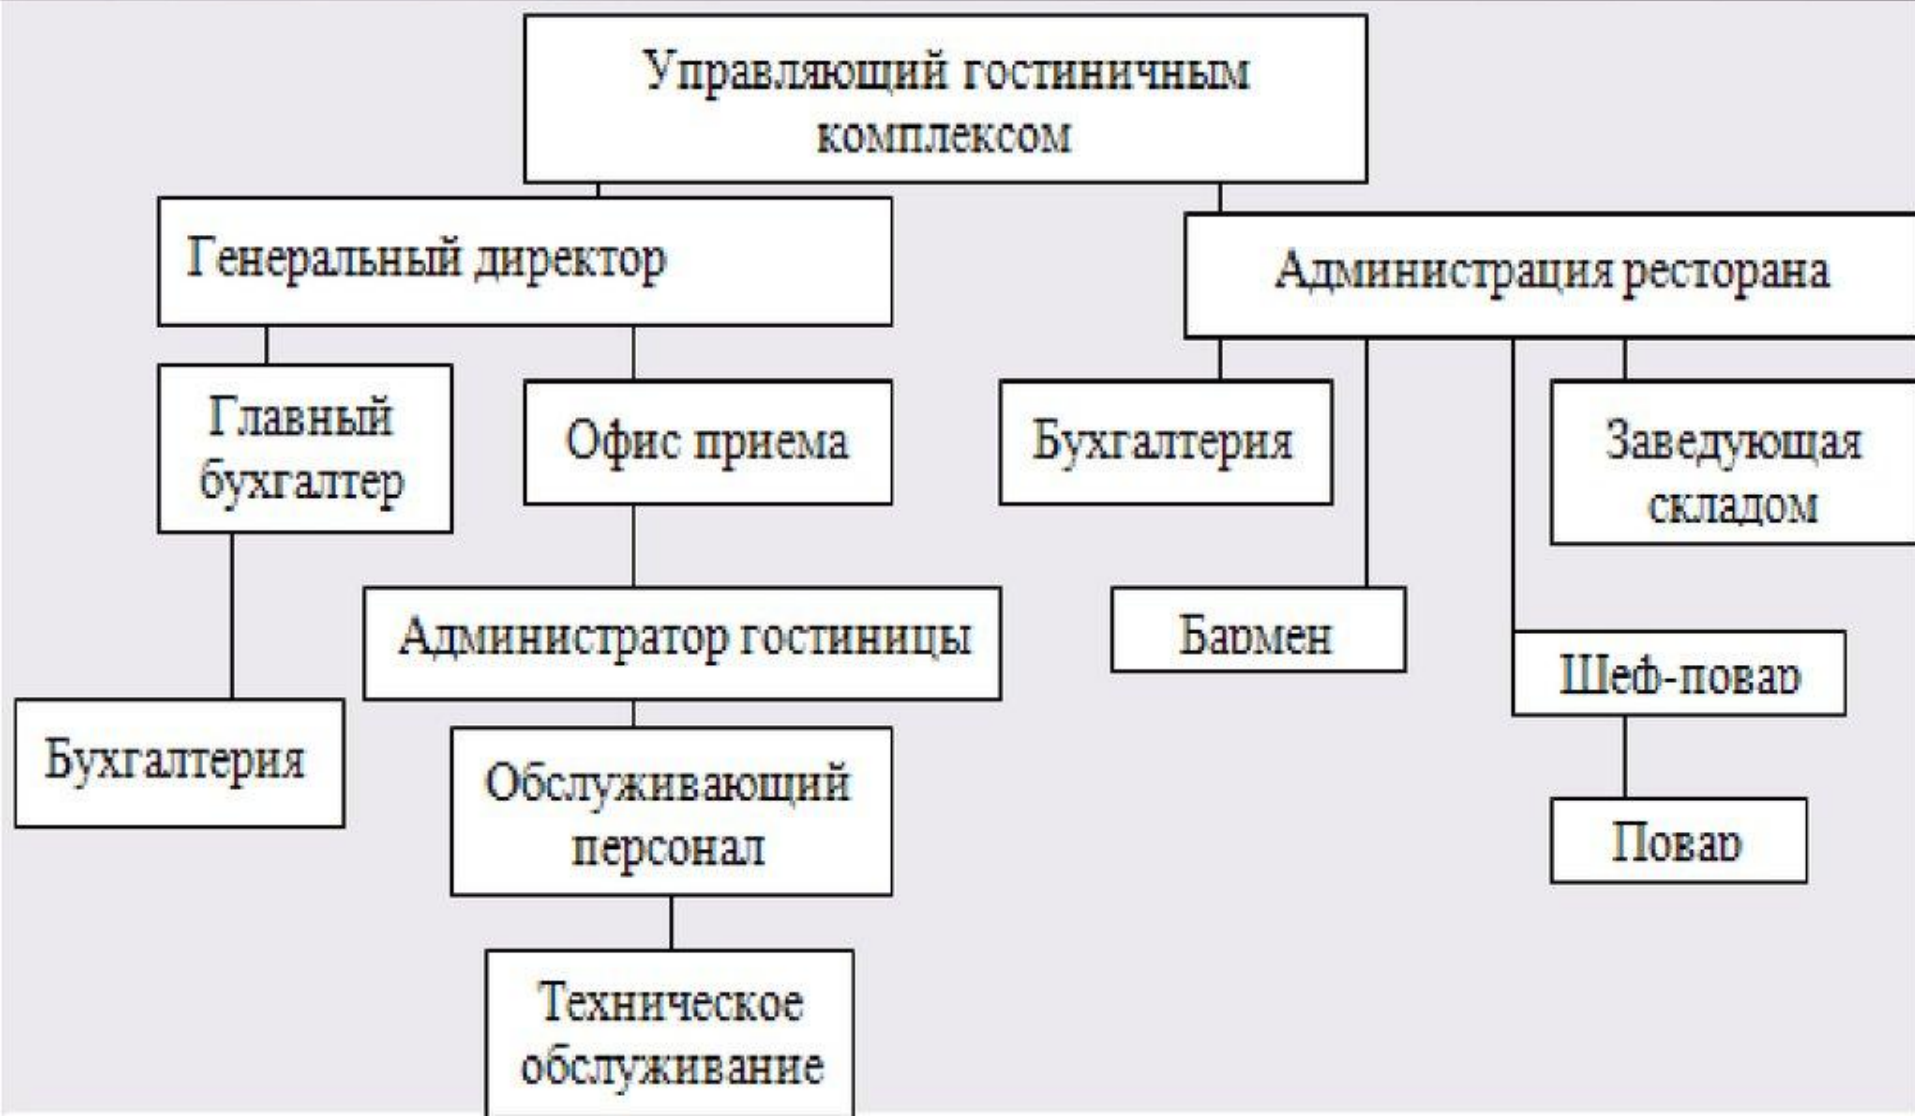 Управляющий гостиничным
комплексом
Генеральный директор
Администрация ресторана
Главный
бухгалтер
Офис приема
Бухгалтерия
Заведующая
складом
Администратор гостиницы
Бармен
Шеф-повар
Бухгалтерия
Обслуживающий
персонал
Повар
Техническое
обслуживание